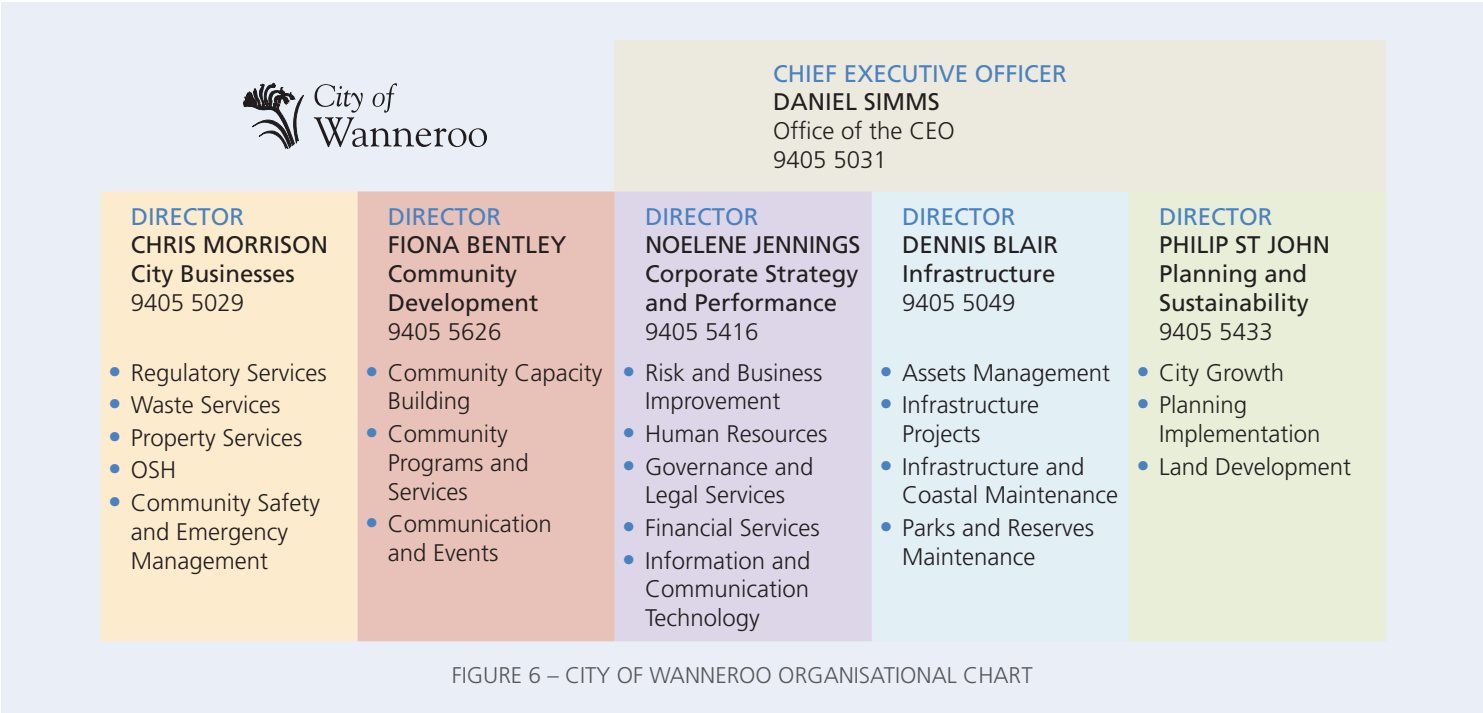 City of
Wanneroo
CHIEF EXECUTIVE OFFICER
DANIEL SIMMS
Office of the CEO
9405 5031
DIRECTOR
CHRIS MORRISON
City Businesses
9405 5029
• Regulatory Services
• Waste Services
• Property Services
• OSH
• Community Safety
and Emergency
Management
DIRECTOR
FIONA BENTLEY
Community
Development
9405 5626
• Community Capacity
Building
• Community
Programs and
Services
• Communication
and Events
DIRECTOR
NOELENE JENNINGS
Corporate Strategy
and Performance
9405 5416
• Risk and Business
Improvement
• Human Resources
• Governance and
Legal Services
• Financial Services
• Information and
Communication
Technology
DIRECTOR
DENNIS BLAIR
Infrastructure
9405 5049
• Assets Management
• Infrastructure
Projects
• Infrastructure and
Coastal Maintenance
• Parks and Reserves
Maintenance
DIRECTOR
PHILIP ST JOHN
Planning and
Sustainability
9405 5433
• City Growth
• Planning
Implementation
• Land Development
FIGURE 6 – CITY OF WANNEROO ORGANISATIONAL CHART